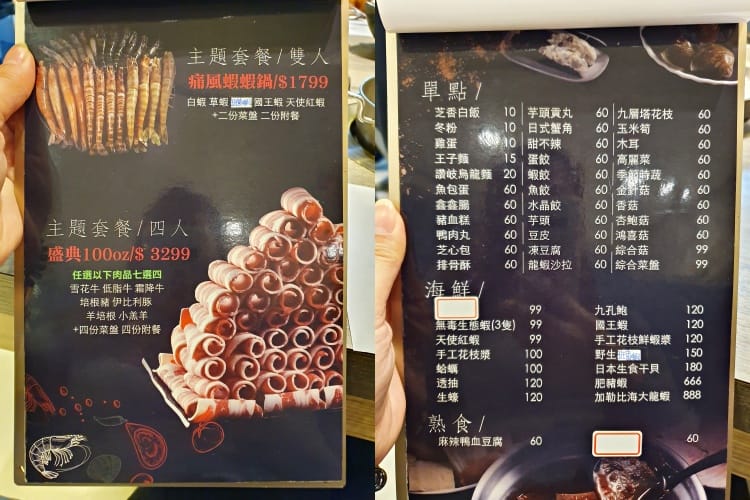 主題套餐/雙人
痛風蝦蝦鍋/$1799
白蝦 草蝦 國王蝦 天使紅蝦
+二份菜盤 二份附餐
主題套餐/四人
盛典100oz/$ 3299
任選以下肉品七選四
雪花牛 低脂牛 霜降牛
培根豬 伊比利豚
羊培根 小羔羊
+四份菜盤 四份附餐
單點/
芝香白飯 10
冬粉 10
雞蛋 10
王子麵 15
讚岐烏龍麵 20
魚包蛋 60
鑫鑫腸 60
豬血糕 60
鴨肉丸 60
芝心包 60
排骨酥 60
芋頭貢丸 60
日式蟹角 60
甜不辣 60
蛋餃 60
蝦餃 60
魚餃 60
水晶餃 60
芋頭 60
豆皮 60
凍豆腐 60
龍蝦沙拉 60
九層塔花枝 60
玉米筍 60
木耳 60
高麗菜 60
季節時蔬 60
金針菇 60
香菇 60
杏鮑菇 60
鴻喜菇 60
綜合菇 99
綜合菜盤 99
海鮮/
99
無毒生態蝦(3隻) 99
天使紅蝦 99
手工花枝漿 100
蛤蠣 100
透抽 120
生蠔 120
九孔鮑 120
國王蝦 120
手工花枝鮮蝦漿 120
野生 150
日本生食干貝 180
肥豬蝦 666
加勒比海大龍蝦 888
熟食/
麻辣鴨血豆腐 60
60